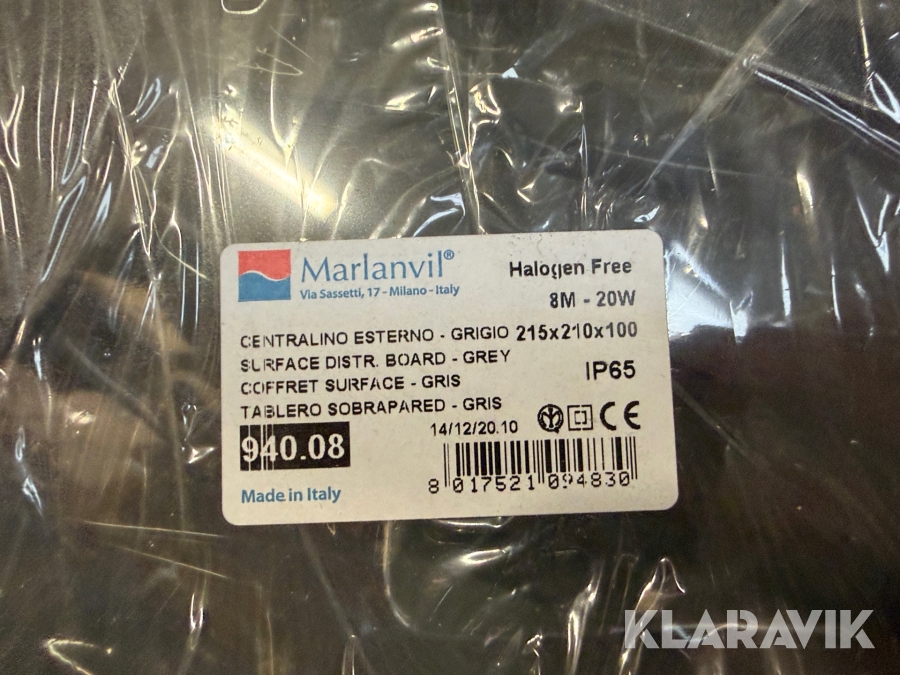 Marlanvil®
Via Sassetti, 17 - Milano - Italy
Halogen Free
8M - 20W
CENTRALINO ESTERNO - GRIGIO 215x210x100
SURFACE DISTR. BOARD - GREY
COFFRET SURFACE - GRIS
IP65
TABLERO SOBRAPARED - GRIS
14/12/20.10
CE
940.08
8 017521 094830
Made in Italy
KLARAVIK